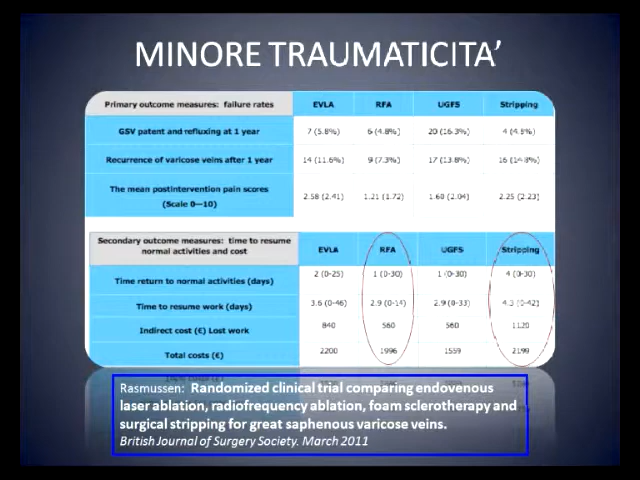 MINORE TRAUMATICITA'
Primary outcome measures: failure rates EVLA RFA UGFS Stripping
GSV patent and refluxing at 1 year 7 (5.8%) 6 (4.8%) 20 (16.3%) 4 (4.8%)
Recurrence of varicose veins after 1 year 14 (11.6%) 9 (7.3%) 17 (13.8%) 16 (14.8%)
The mean postintervention pain scores
(Scale 0—10) 2.58 (2.41) 1.21 (1.72) 1.60 (2.04) 2.25 (2.23)
Secondary outcome measures: time to resume
normal activities and cost EVLA RFA UGFS Stripping
Time return to normal activities (days) 2 (0-25) 1 (0-30) 1 (0-30) 4 (0-30)
Time to resume work (days) 3.6 (0-46) 2.9 (0-14) 2.9 (0-33) 4.3 (0-42)
Indirect cost (€) Lost work 840 560 560 1120
Total costs (€) 2200 1996 1559 2199
Rasmussen: Randomized clinical trial comparing endovenous
laser ablation, radiofrequency ablation, foam sclerotherapy and
surgical stripping for great saphenous varicose veins.
British Journal of Surgery Society. March 2011